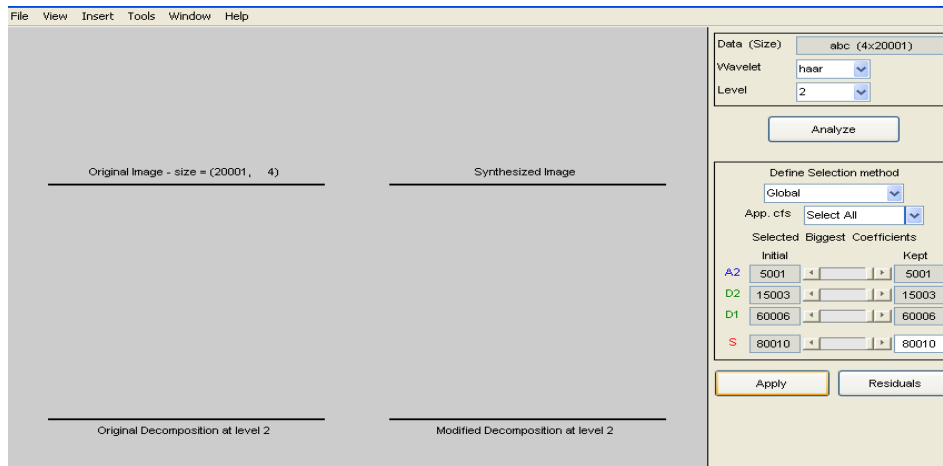 File View Insert Tools Window Help
Original Image - size = (20001, 4)
Synthesized Image
Original Decomposition at level 2
Modified Decomposition at level 2
Data (Size) abc (4x20001)
Wavelet haar
Level 2
Analyze
Define Selection method
Global
App. cfs Select All
Selected Biggest Coefficients
Initial Kept
A2 5001 5001
D2 15003 15003
D1 60006 60006
S 80010 80010
Apply Residuals